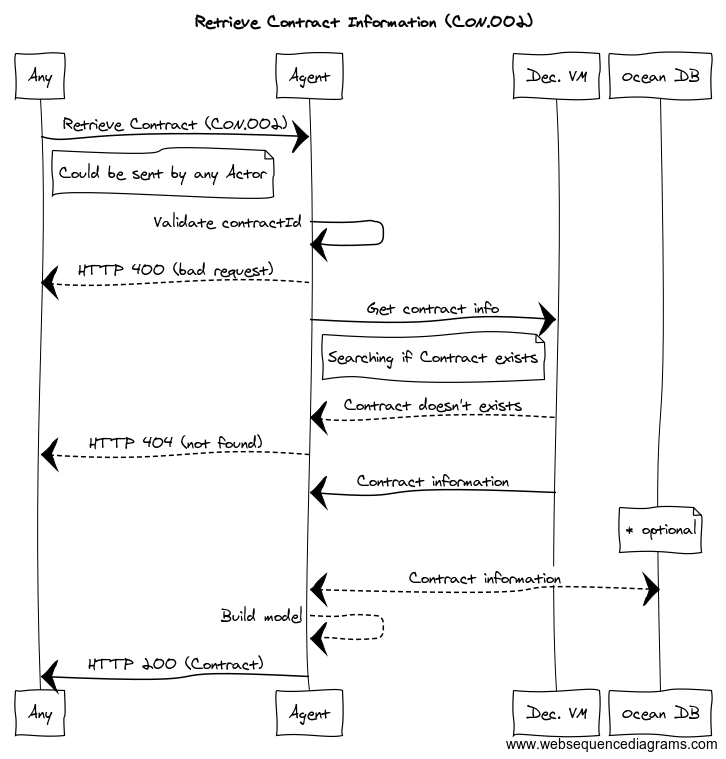 Retrieve Contract Information (CON.002)
Any Agent Dec. VM Ocean DB
Retrieve Contract (CON.002)
Could be sent by any Actor
Validate contractId
HTTP 400 (bad request)
Get contract info
Searching if Contract exists
Contract doesn't exists
HTTP 404 (not found)
Contract information
* optional
Contract information
Build model
HTTP 200 (Contract)
Any Agent Dec. VM Ocean DB
www.websequencediagrams.com